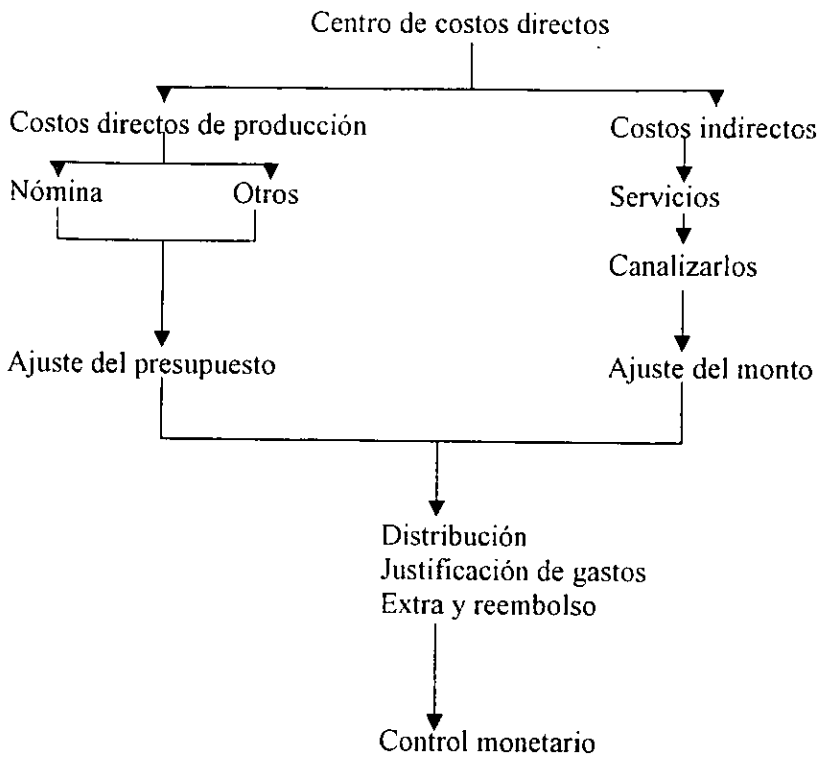 Centro de costos directos
Costos directos de producción
Costos indirectos
Nómina
Otros
Servicios
Canalizarlos
Ajuste del presupuesto
Ajuste del monto
Distribución
Justificación de gastos
Extra y reembolso
Control monetario